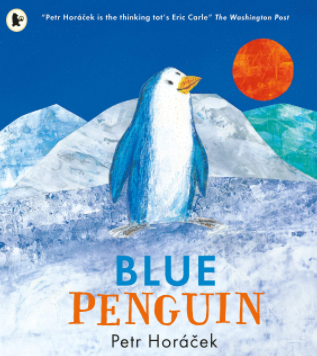 "Petr Horáček is the thinking tot's Eric Carle" The Washington Post
BLUE
PENGUIN
Petr Horáček